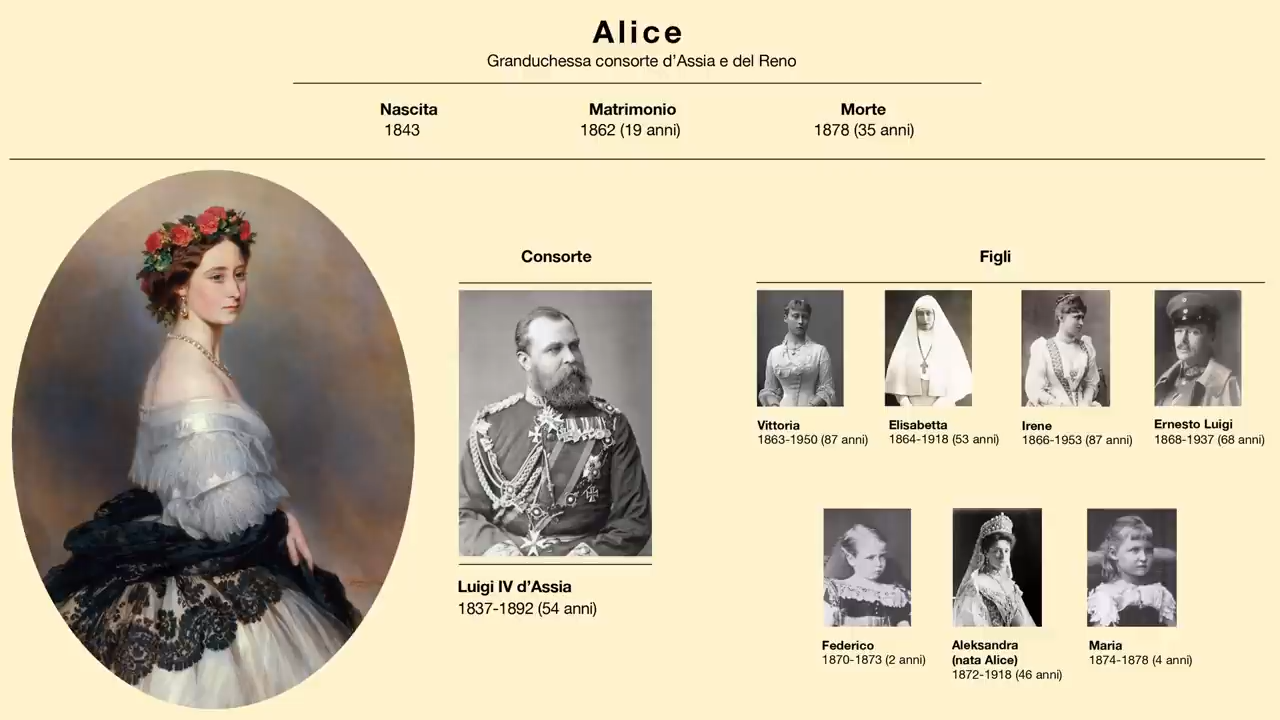 Alice
Granduchessa consorte d’Assia e del Reno
Nascita
1843
Matrimonio
1862 (19 anni)
Morte
1878 (35 anni)
Consorte
Luigi IV d’Assia
1837-1892 (54 anni)
Figli
Vittoria
1863-1950 (87 anni)
Elisabetta
1864-1918 (53 anni)
Irene
1866-1953 (87 anni)
Ernesto Luigi
1868-1937 (68 anni)
Federico
1870-1873 (2 anni)
Aleksandra
(nata Alice)
1872-1918 (46 anni)
Maria
1874-1878 (4 anni)